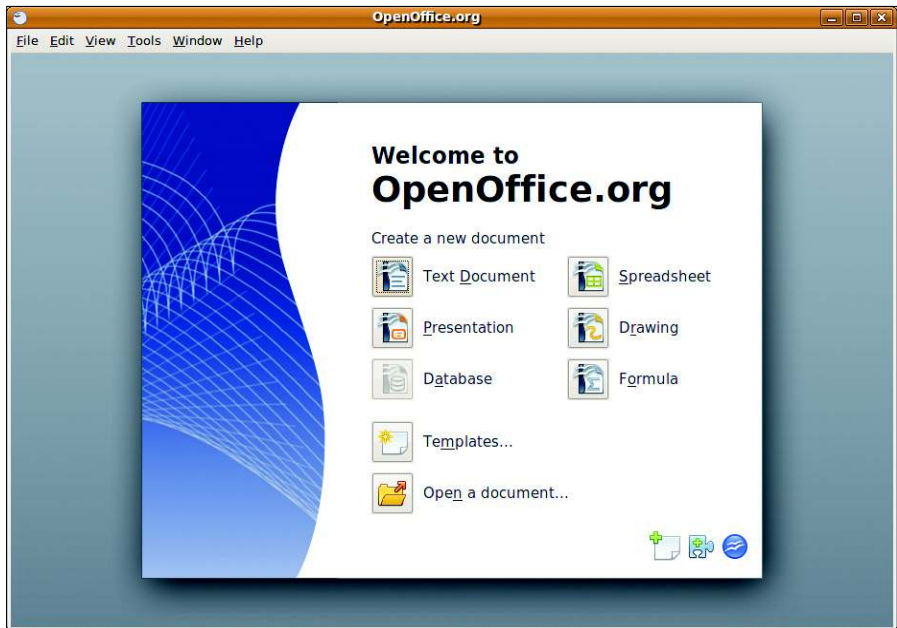 OpenOffice.org
File Edit View Tools Window Help
Welcome to
OpenOffice.org
Create a new document
Text Document Spreadsheet
Presentation Drawing
Database Formula
Templates...
Open a document...